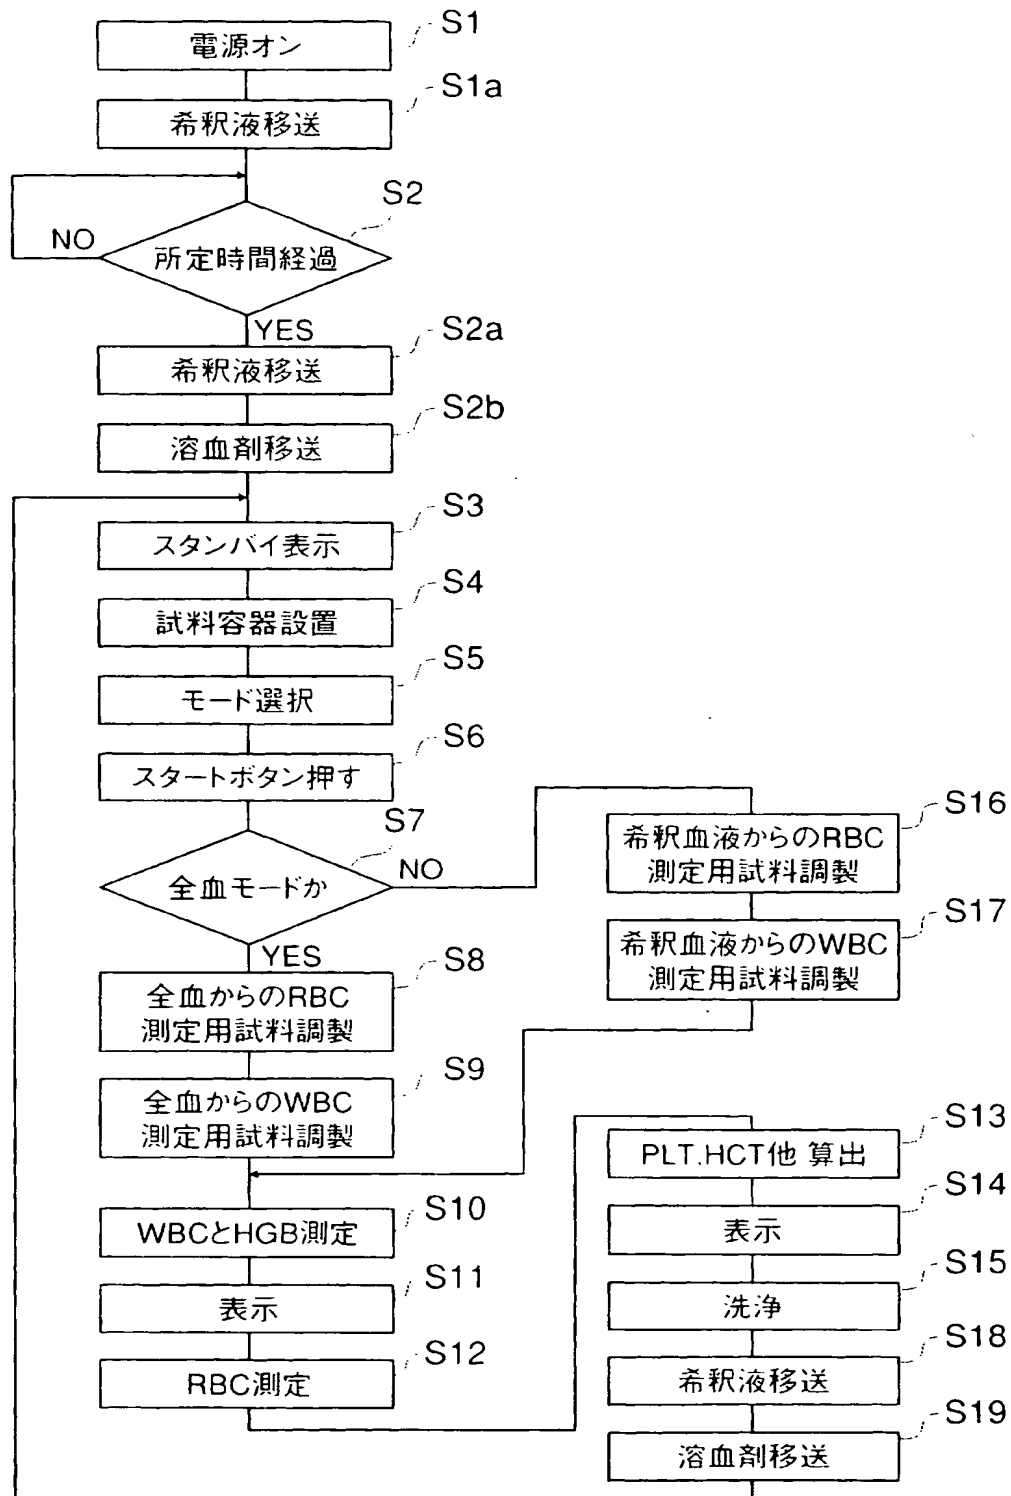 S1
電源オン
S1a
希釈液移送
S2
NO
所定時間経過
YES
S2a
希釈液移送
S2b
溶血剤移送
S3
スタンバイ表示
S4
試料容器設置
S5
モード選択
S6
スタートボタン押す
S7
全血モードか
NO
YES
S8
全血からのRBC
測定用試料調製
S9
全血からのWBC
測定用試料調製
S16
希釈血液からのRBC
測定用試料調製
S17
希釈血液からのWBC
測定用試料調製
S10
WBCとHGB測定
S11
表示
S12
RBC測定
S13
PLT.HCT他 算出
S14
表示
S15
洗浄
S18
希釈液移送
S19
溶血剤移送